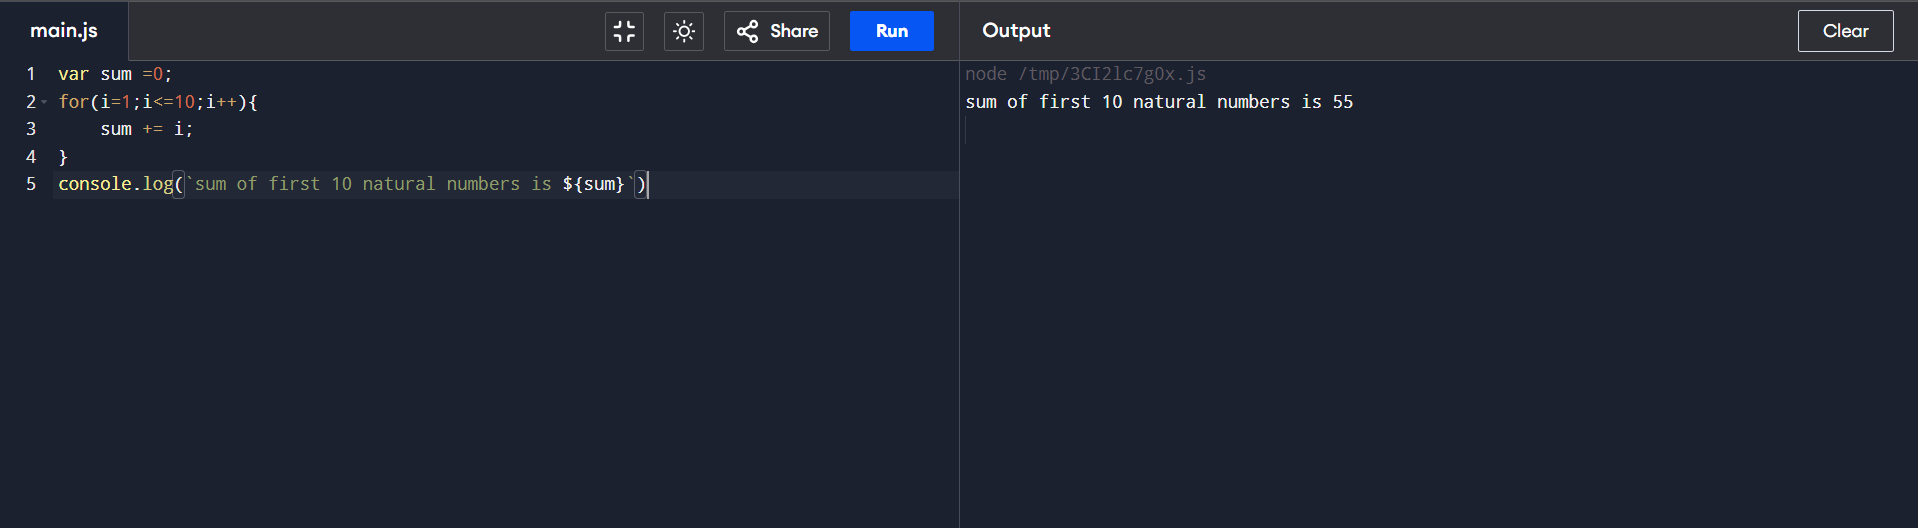 main.js
Share
Run
Output
Clear
1 var sum =0;
2 for(i=1;i<=10;i++){
3     sum += i;
4 }
5 console.log(`sum of first 10 natural numbers is ${sum}`)
node /tmp/3CI2lc7g0x.js
sum of first 10 natural numbers is 55